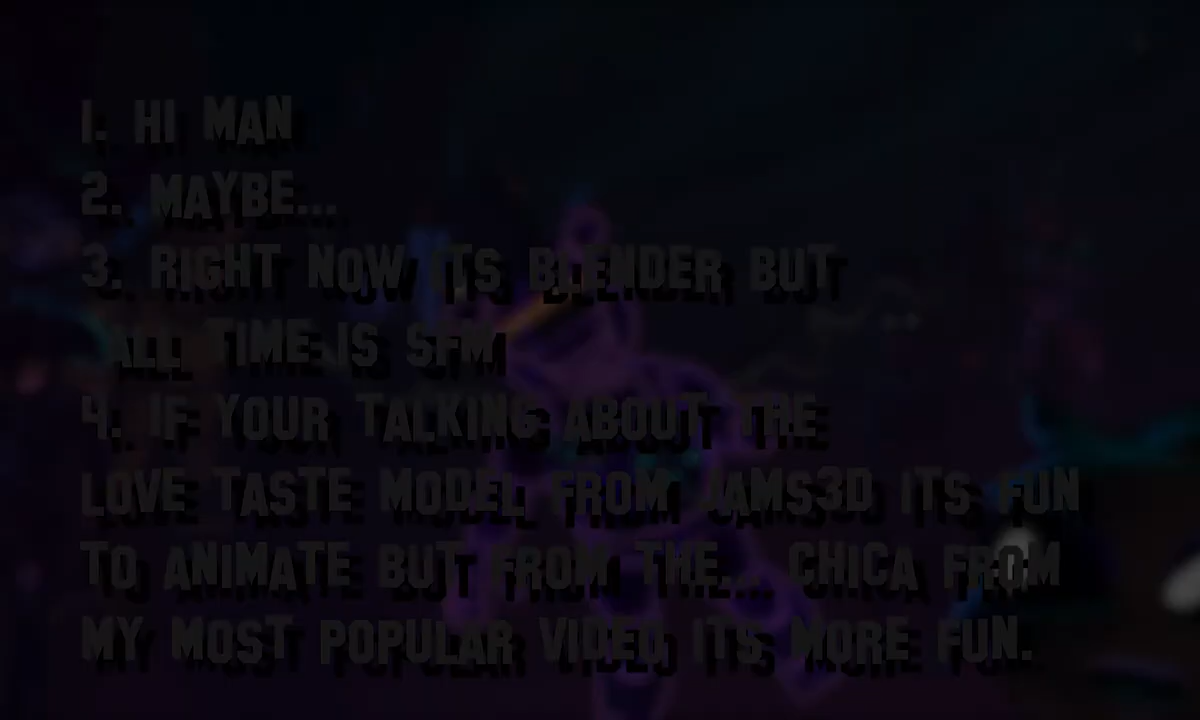 1. HI MAN
2. MAYBE...
3. RIGHT NOW ITS BLENDER BUT
ALL TIME IS SFM
4. IF YOUR TALKING ABOUT THE
LOVE TASTE MODEL FROM JAMS3D ITS FUN
TO ANIMATE BUT FROM THE... CHICA FROM
MY MOST POPULAR VIDEO ITS MORE FUN.